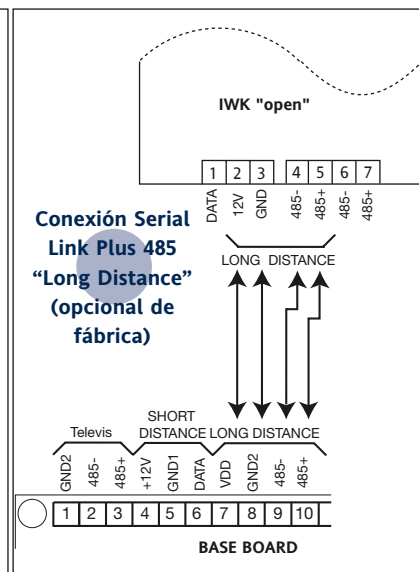 IWK "open"
1 2 3 4 5 6 7
DATA 12V GND 485- 485+ 485- 485+
Conexión Serial
Link Plus 485
“Long Distance”
(opcional de
fábrica)
LONG DISTANCE
Televis
SHORT
DISTANCE
LONG DISTANCE
GND2 485- 485+ +12V GND1 DATA VDD GND2 485- 485+
1 2 3 4 5 6 7 8 9 10
BASE BOARD